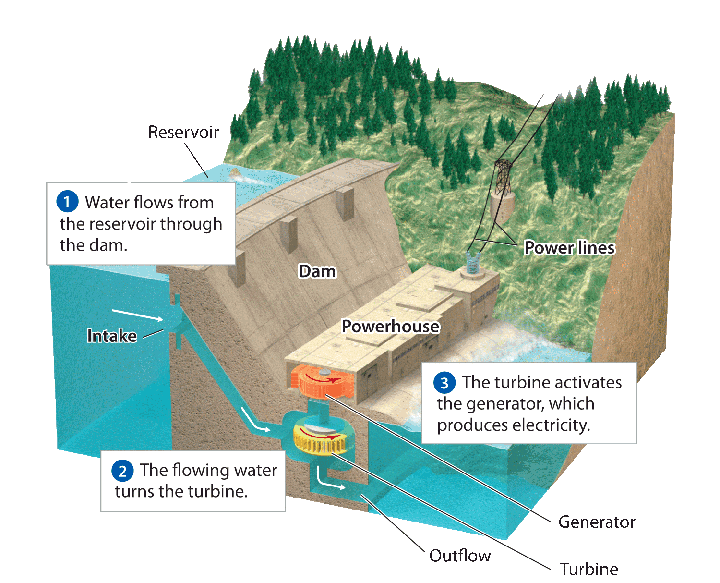 Reservoir
1 Water flows from
the reservoir through
the dam.
Dam
Power lines
Intake
Powerhouse
3 The turbine activates
the generator, which
produces electricity.
2 The flowing water
turns the turbine.
Generator
Outflow
Turbine